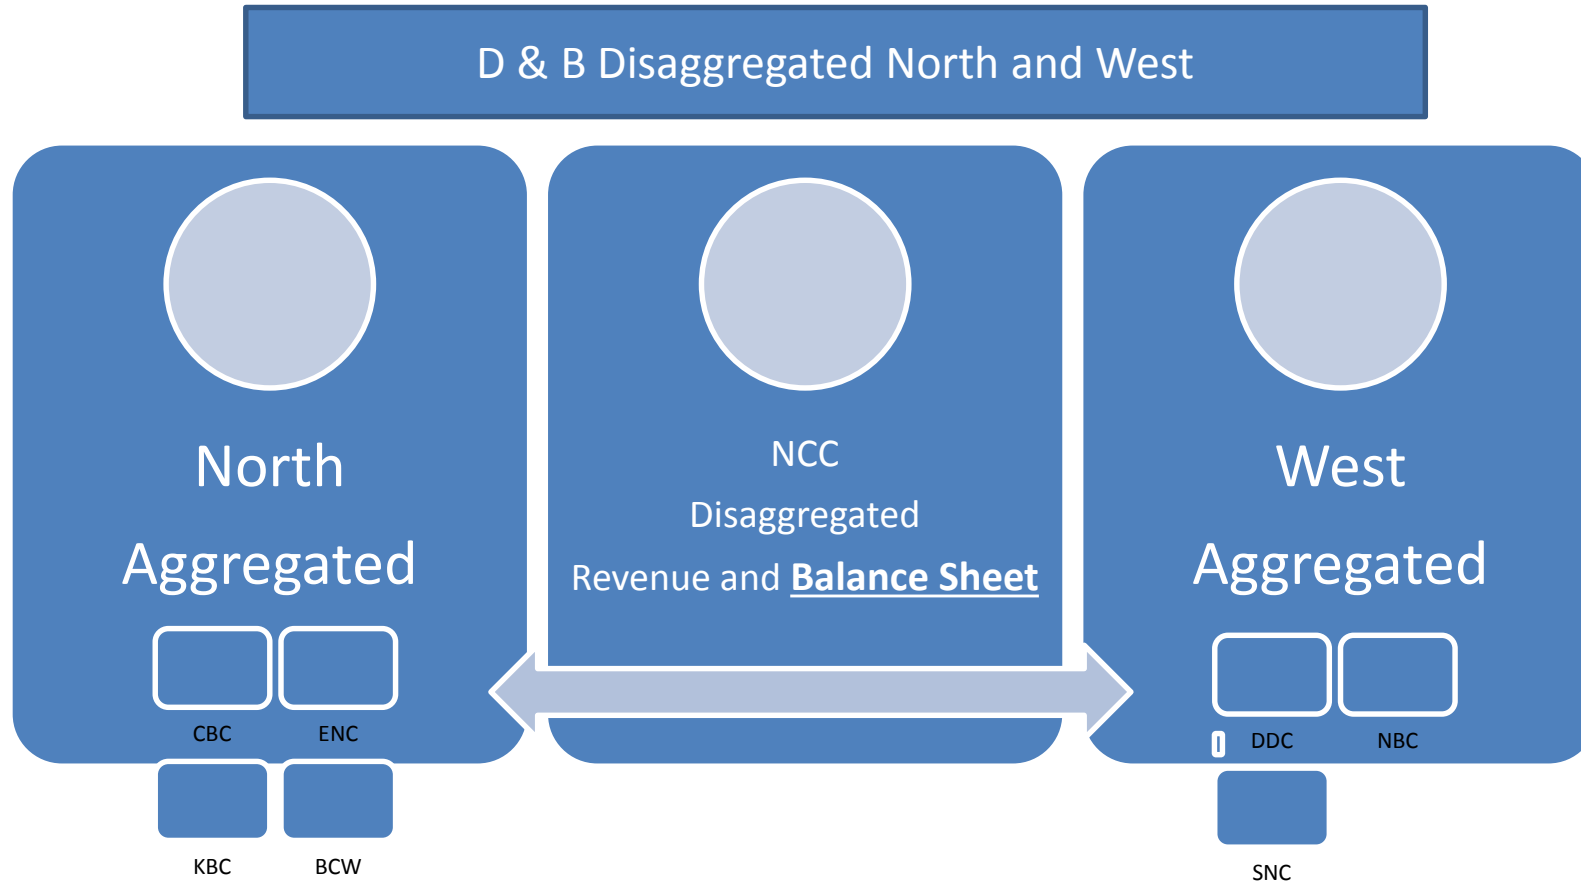 D & B Disaggregated North and West
North
Aggregated
CBC ENC
KBC BCW
NCC
Disaggregated
Revenue and Balance Sheet
West
Aggregated
DDC NBC
SNC